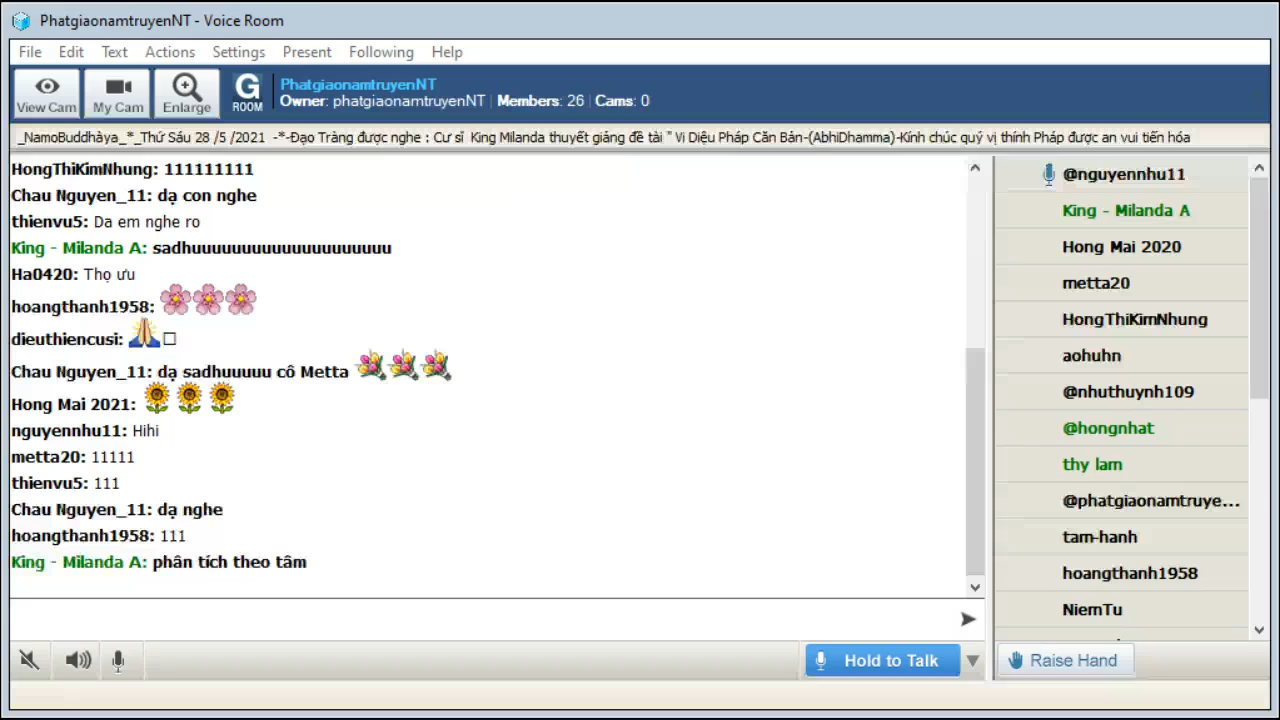 PhatgiaonamtruyenNT - Voice Room
File Edit Text Actions Settings Present Following Help
View Cam My Cam Enlarge G ROOM
PhatgiaonamtruyenNT
Owner: phatgiaonamtruyenNT Members: 26 Cams: 0
_NamoBuddhàya_*_Thứ Sáu 28 /5 /2021 -*-Đạo Tràng được nghe : Cư sĩ King Milanda thuyết giảng đề tài " Vi Diệu Pháp Căn Bản-(AbhiDhamma)-Kính chúc quý vị thính Pháp được an vui tiến hóa
HongThiKimNhung: 111111111
Chau Nguyen_11: dạ con nghe
thienvu5: Da em nghe ro
King - Milanda A: sadhuuuuuuuuuuuuuuuuuuuu
Ha0420: Thọ ưu
hoangthanh1958:
dieuthiencusi:
Chau Nguyen_11: dạ sadhuuuuu cô Metta
Hong Mai 2021:
nguyennhu11: Hihi
metta20: 11111
thienvu5: 111
Chau Nguyen_11: dạ nghe
hoangthanh1958: 111
King - Milanda A: phân tích theo tâm
@nguyennhu11
King - Milanda A
Hong Mai 2020
metta20
HongThiKimNhung
aohuhn
@nhuthuynh109
@hongnhat
thy lam
@phatgiaonamtruye...
tam-hanh
hoangthanh1958
NiemTu
Hold to Talk
Raise Hand